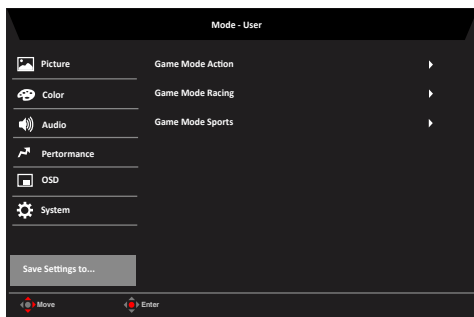 Mode - User
Picture
Game Mode Action
Color
Game Mode Racing
Audio
Game Mode Sports
Pertormance
OSD
System
Save Settings to...
Move
Enter